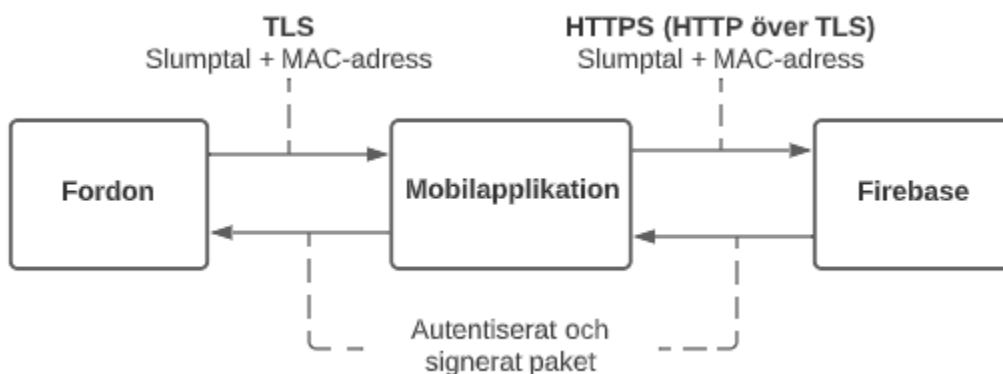 TLS
Slumptal + MAC-adress
HTTPS (HTTP över TLS)
Slumptal + MAC-adress
Fordon
Mobilapplikation
Firebase
Autentiserat och
signerat paket